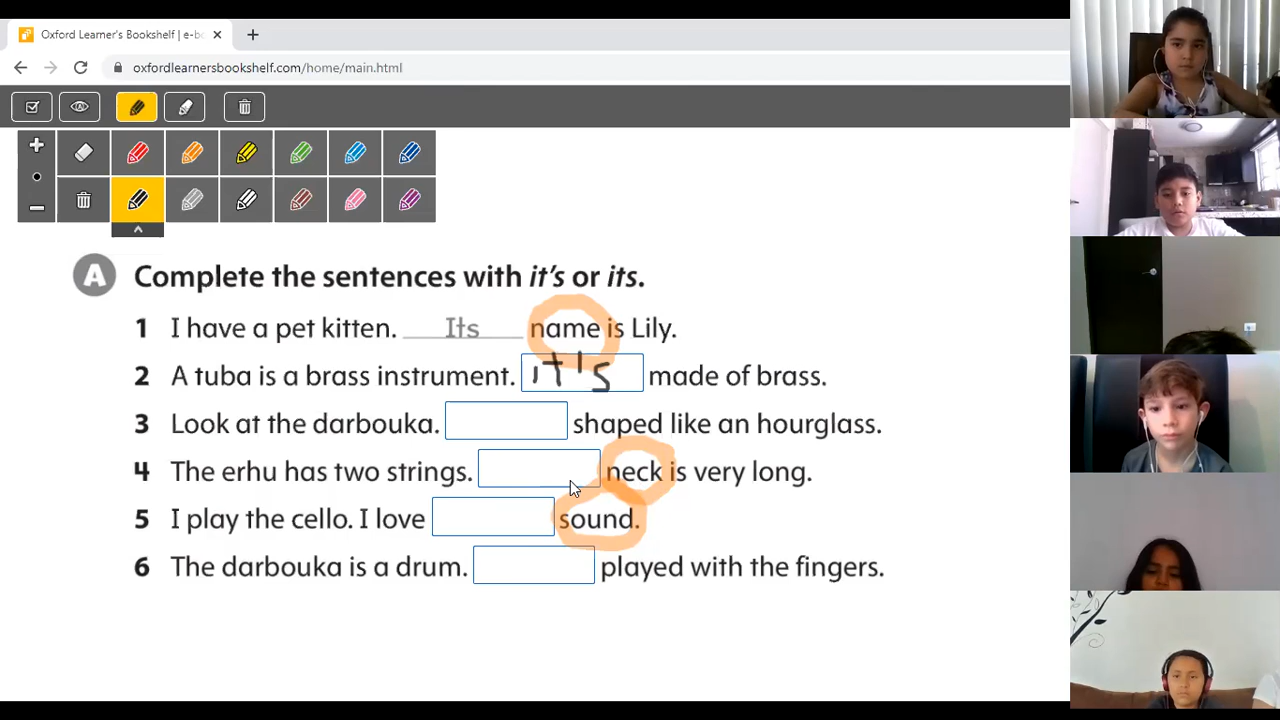 Oxford Learner's Bookshelf | e-bo
oxfordlearnersbookshelf.com/home/main.html
A Complete the sentences with it's or its.
1 I have a pet kitten. Its name is Lily.
2 A tuba is a brass instrument. it's made of brass.
3 Look at the darbouka. shaped like an hourglass.
4 The erhu has two strings. neck is very long.
5 I play the cello. I love sound.
6 The darbouka is a drum. played with the fingers.